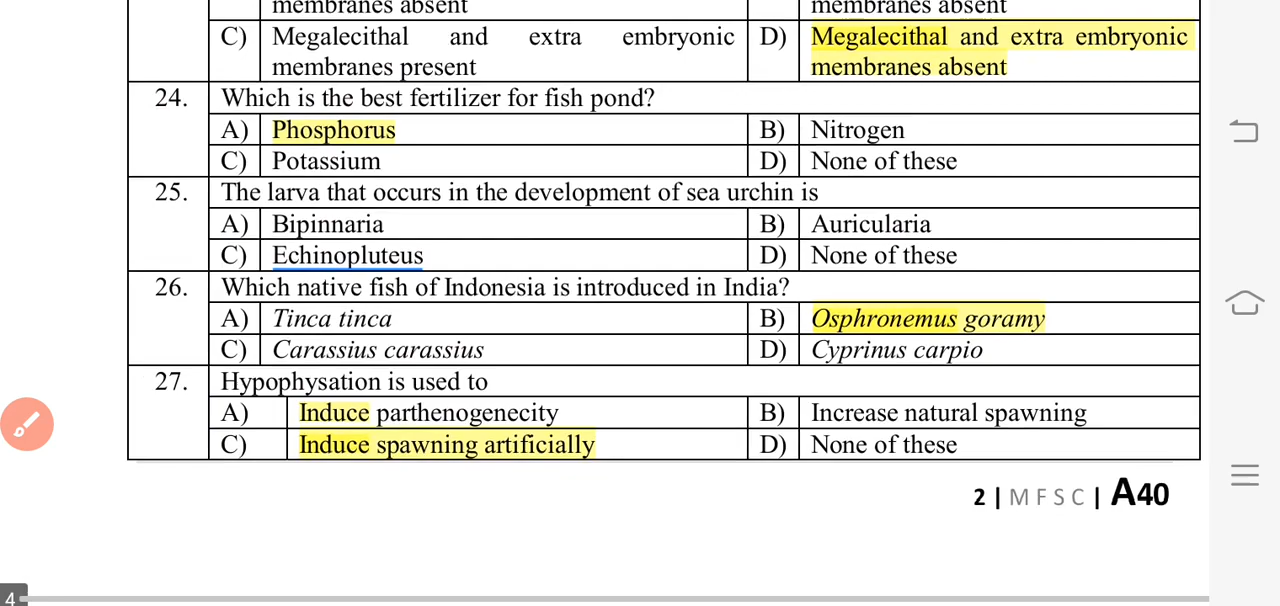 membranes absent membranes absent
C) Megalecithal and extra embryonic D) Megalecithal and extra embryonic
membranes present membranes absent
24. Which is the best fertilizer for fish pond?
A) Phosphorus B) Nitrogen
C) Potassium D) None of these
25. The larva that occurs in the development of sea urchin is
A) Bipinnaria B) Auricularia
C) Echinopluteus D) None of these
26. Which native fish of Indonesia is introduced in India?
A) Tinca tinca B) Osphronemus goramy
C) Carassius carassius D) Cyprinus carpio
27. Hypophysation is used to
A) Induce parthenogenecity B) Increase natural spawning
C) Induce spawning artificially D) None of these
2 | MFSC | A40
4